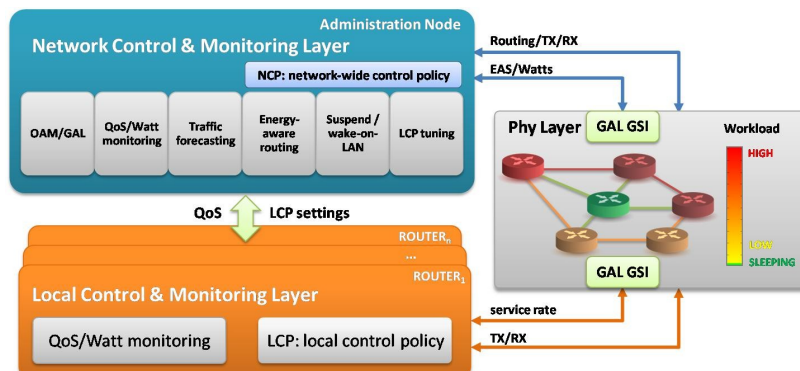 Administration Node
Network Control & Monitoring Layer
NCP: network-wide control policy
OAM/GAL
QoS/Watt
monitoring
Traffic
forecasting
Energy-
aware
routing
Suspend /
wake-on-
LAN
LCP tuning
Routing/TX/RX
EAS/Watts
Phy Layer
GAL GSI
Workload
HIGH
LOW
SLEEPING
GAL GSI
QoS
LCP settings
ROUTERn
...
ROUTER1
Local Control & Monitoring Layer
QoS/Watt monitoring
LCP: local control policy
service rate
TX/RX